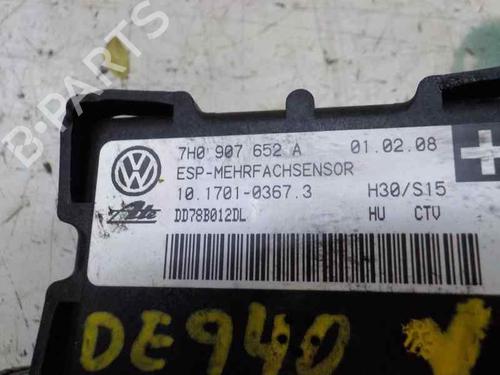 B-PARTS
7H0 907 652 A 01.02.08
ESP-MEHRFACHSENSOR
10.1701-0367.3 H30/S15
Ate DD78B012DL HU CTV
DE940 Y